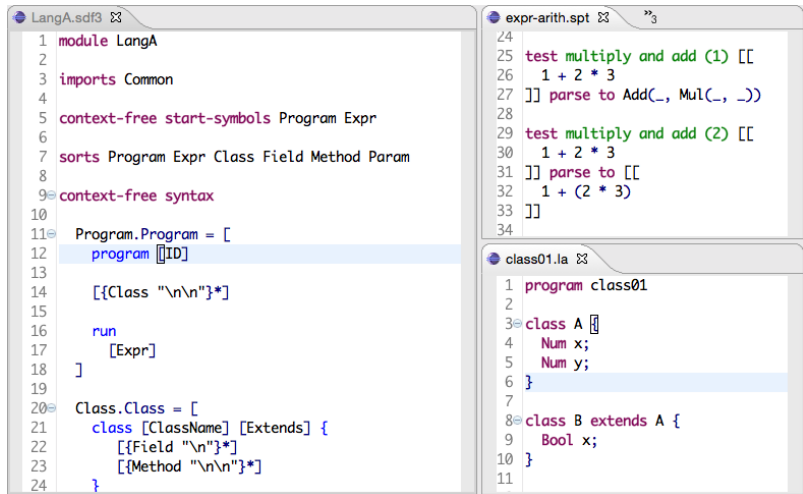 LangA.sdf3
1 module LangA
2
3 imports Common
4
5 context-free start-symbols Program Expr
6
7 sorts Program Expr Class Field Method Param
8
9 context-free syntax
10
11 Program.Program = [
12 program [ID]
13
14 [{Class "\n\n"}*]
15
16 run
17 [Expr]
18 ]
19
20 Class.Class = [
21 class [ClassName] [Extends] {
22 [{Field "\n"}*]
23 [{Method "\n\n"}*]
24 }
expr-arith.spt »3
24
25 test multiply and add (1) [[
26 1 + 2 * 3
27 ]] parse to Add(_, Mul(_, _))
28
29 test multiply and add (2) [[
30 1 + 2 * 3
31 ]] parse to [[
32 1 + (2 * 3)
33 ]]
34
class01.la
1 program class01
2
3 class A {
4 Num x;
5 Num y;
6 }
7
8 class B extends A {
9 Bool x;
10 }
11